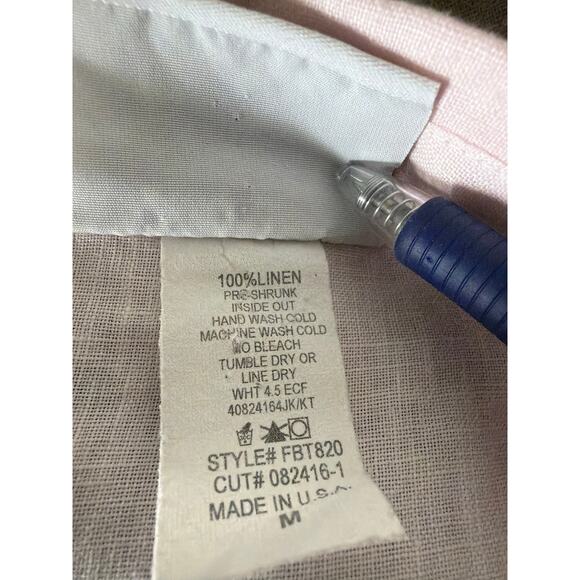 100%LINEN
PRE-SHRUNK
INSIDE OUT
HAND WASH COLD
MACHINE WASH COLD
NO BLEACH
TUMBLE DRY OR
LINE DRY
WHT 4.5 ECF
40824164JK/KT
STYLE# FBT820
CUT# 082416-1
MADE IN U.S.A.
M